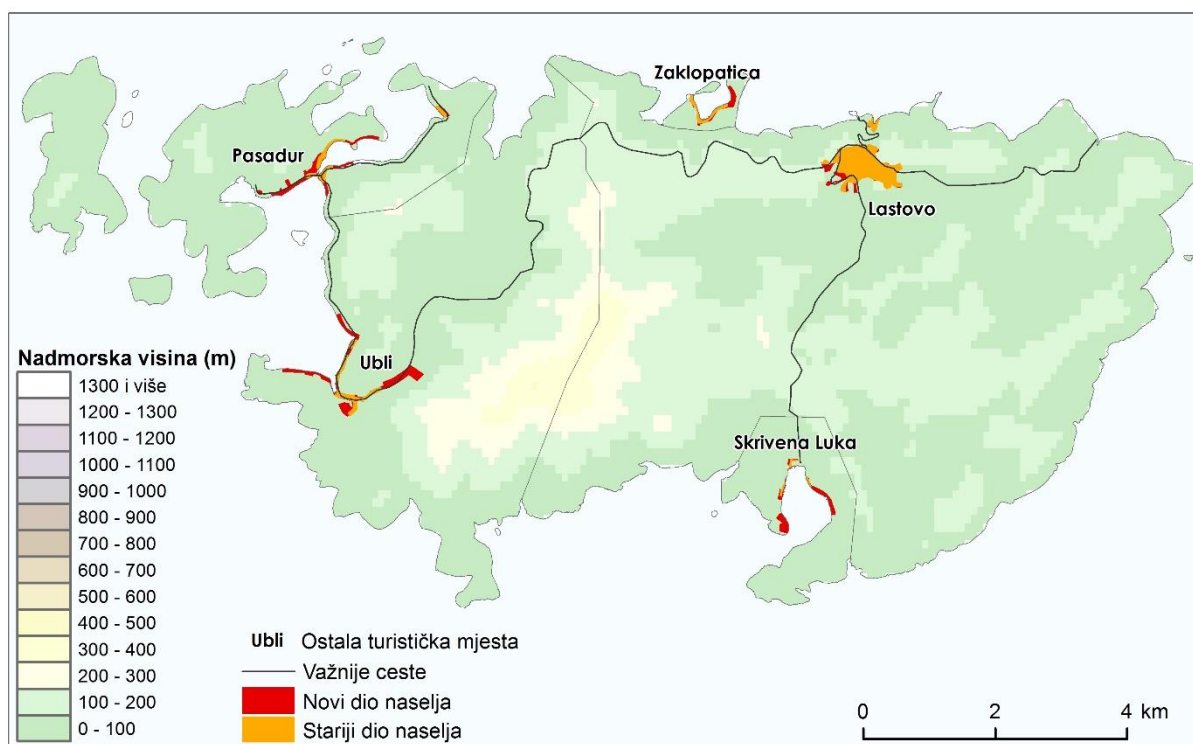 Zaklopatica
Pasadur
Lastovo
Ubli
Skrivena Luka
Nadmorska visina (m)
1300 i više
1200 - 1300
1100 - 1200
1000 - 1100
900 - 1000
800 - 900
700 - 800
600 - 700
500 - 600
400 - 500
300 - 400
200 - 300
100 - 200
0 - 100
Ubli Ostala turistička mjesta
Važnije ceste
Novi dio naselja
Stariji dio naselja
0 2 4 km